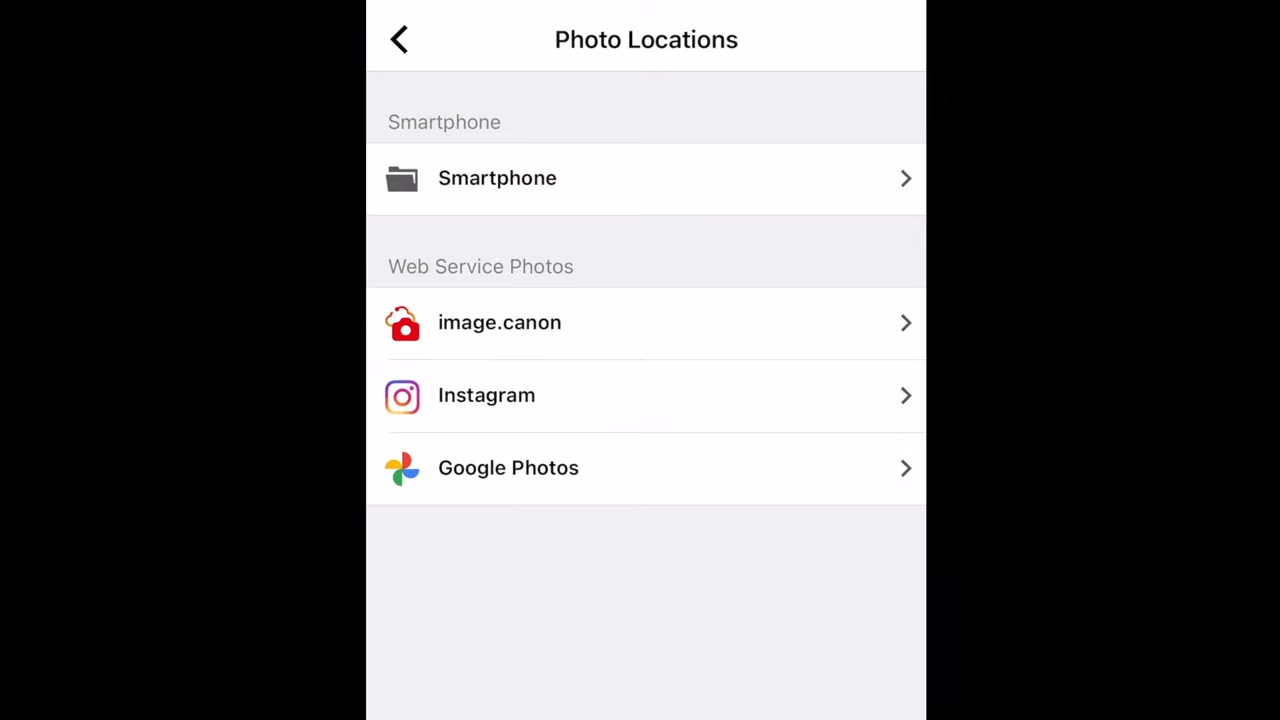 Photo Locations
Smartphone
Smartphone
Web Service Photos
image.canon
Instagram
Google Photos